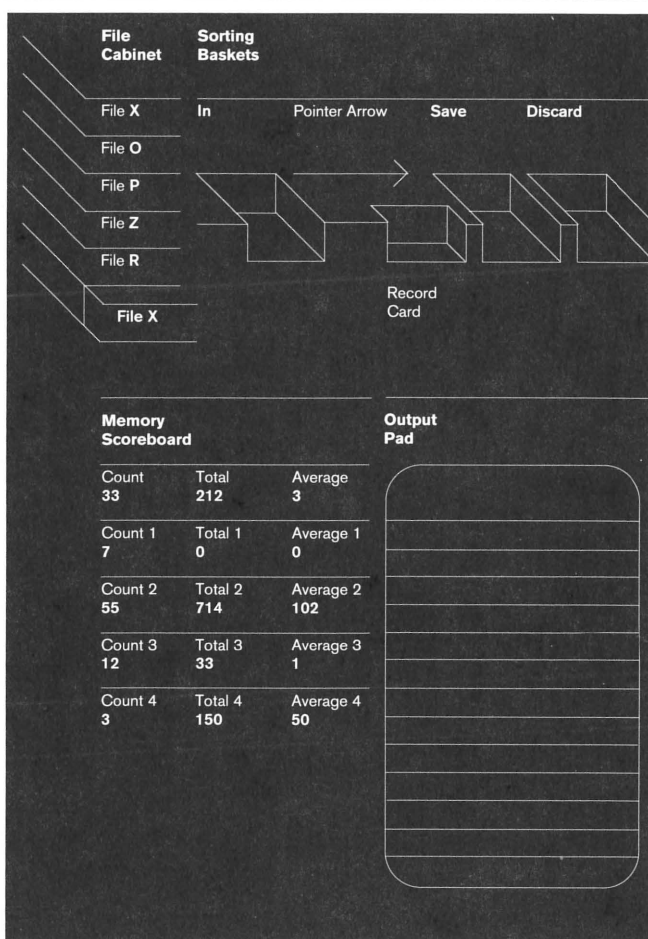 File
Cabinet
Sorting
Baskets
File X
In
Pointer Arrow
Save
Discard
File O
File P
File Z
File R
File X
Record
Card
Memory
Scoreboard
Count
Total
Average
33
212
3
Count 1
Total 1
Average 1
7
0
0
Count 2
Total 2
Average 2
55
714
102
Count 3
Total 3
Average 3
12
33
1
Count 4
Total 4
Average 4
3
150
50
Output
Pad